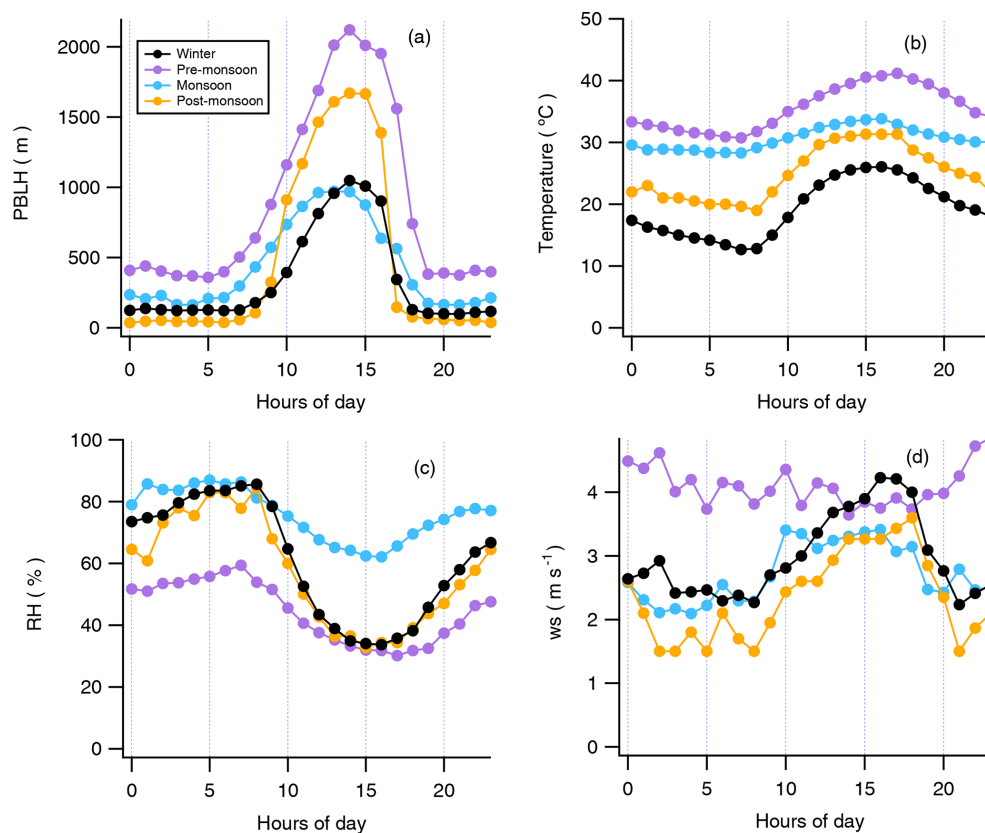 (a)
Winter
Pre-monsoon
Monsoon
Post-monsoon
PBLH ( m )
2000
1500
1000
500
0
0 5 10 15 20
Hours of day
(b)
Temperature ( ºC )
50
40
30
20
10
0
0 5 10 15 20
Hours of day
(c)
RH ( % )
100
80
60
40
20
0
0 5 10 15 20
Hours of day
(d)
ws ( m s⁻¹ )
4
3
2
1
0
0 5 10 15 20
Hours of day